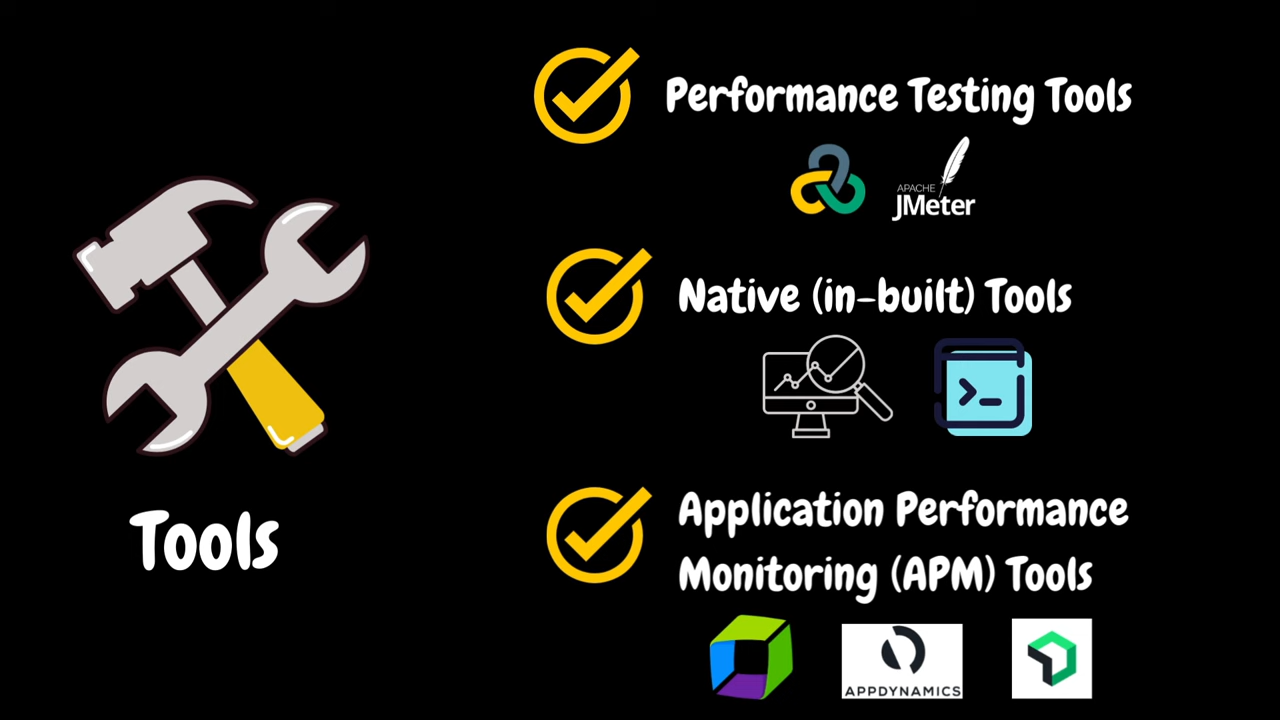 Performance Testing Tools
APACHE
JMeter
Native (in-built) Tools
Application Performance
Monitoring (APM) Tools
Tools
APPDYNAMICS